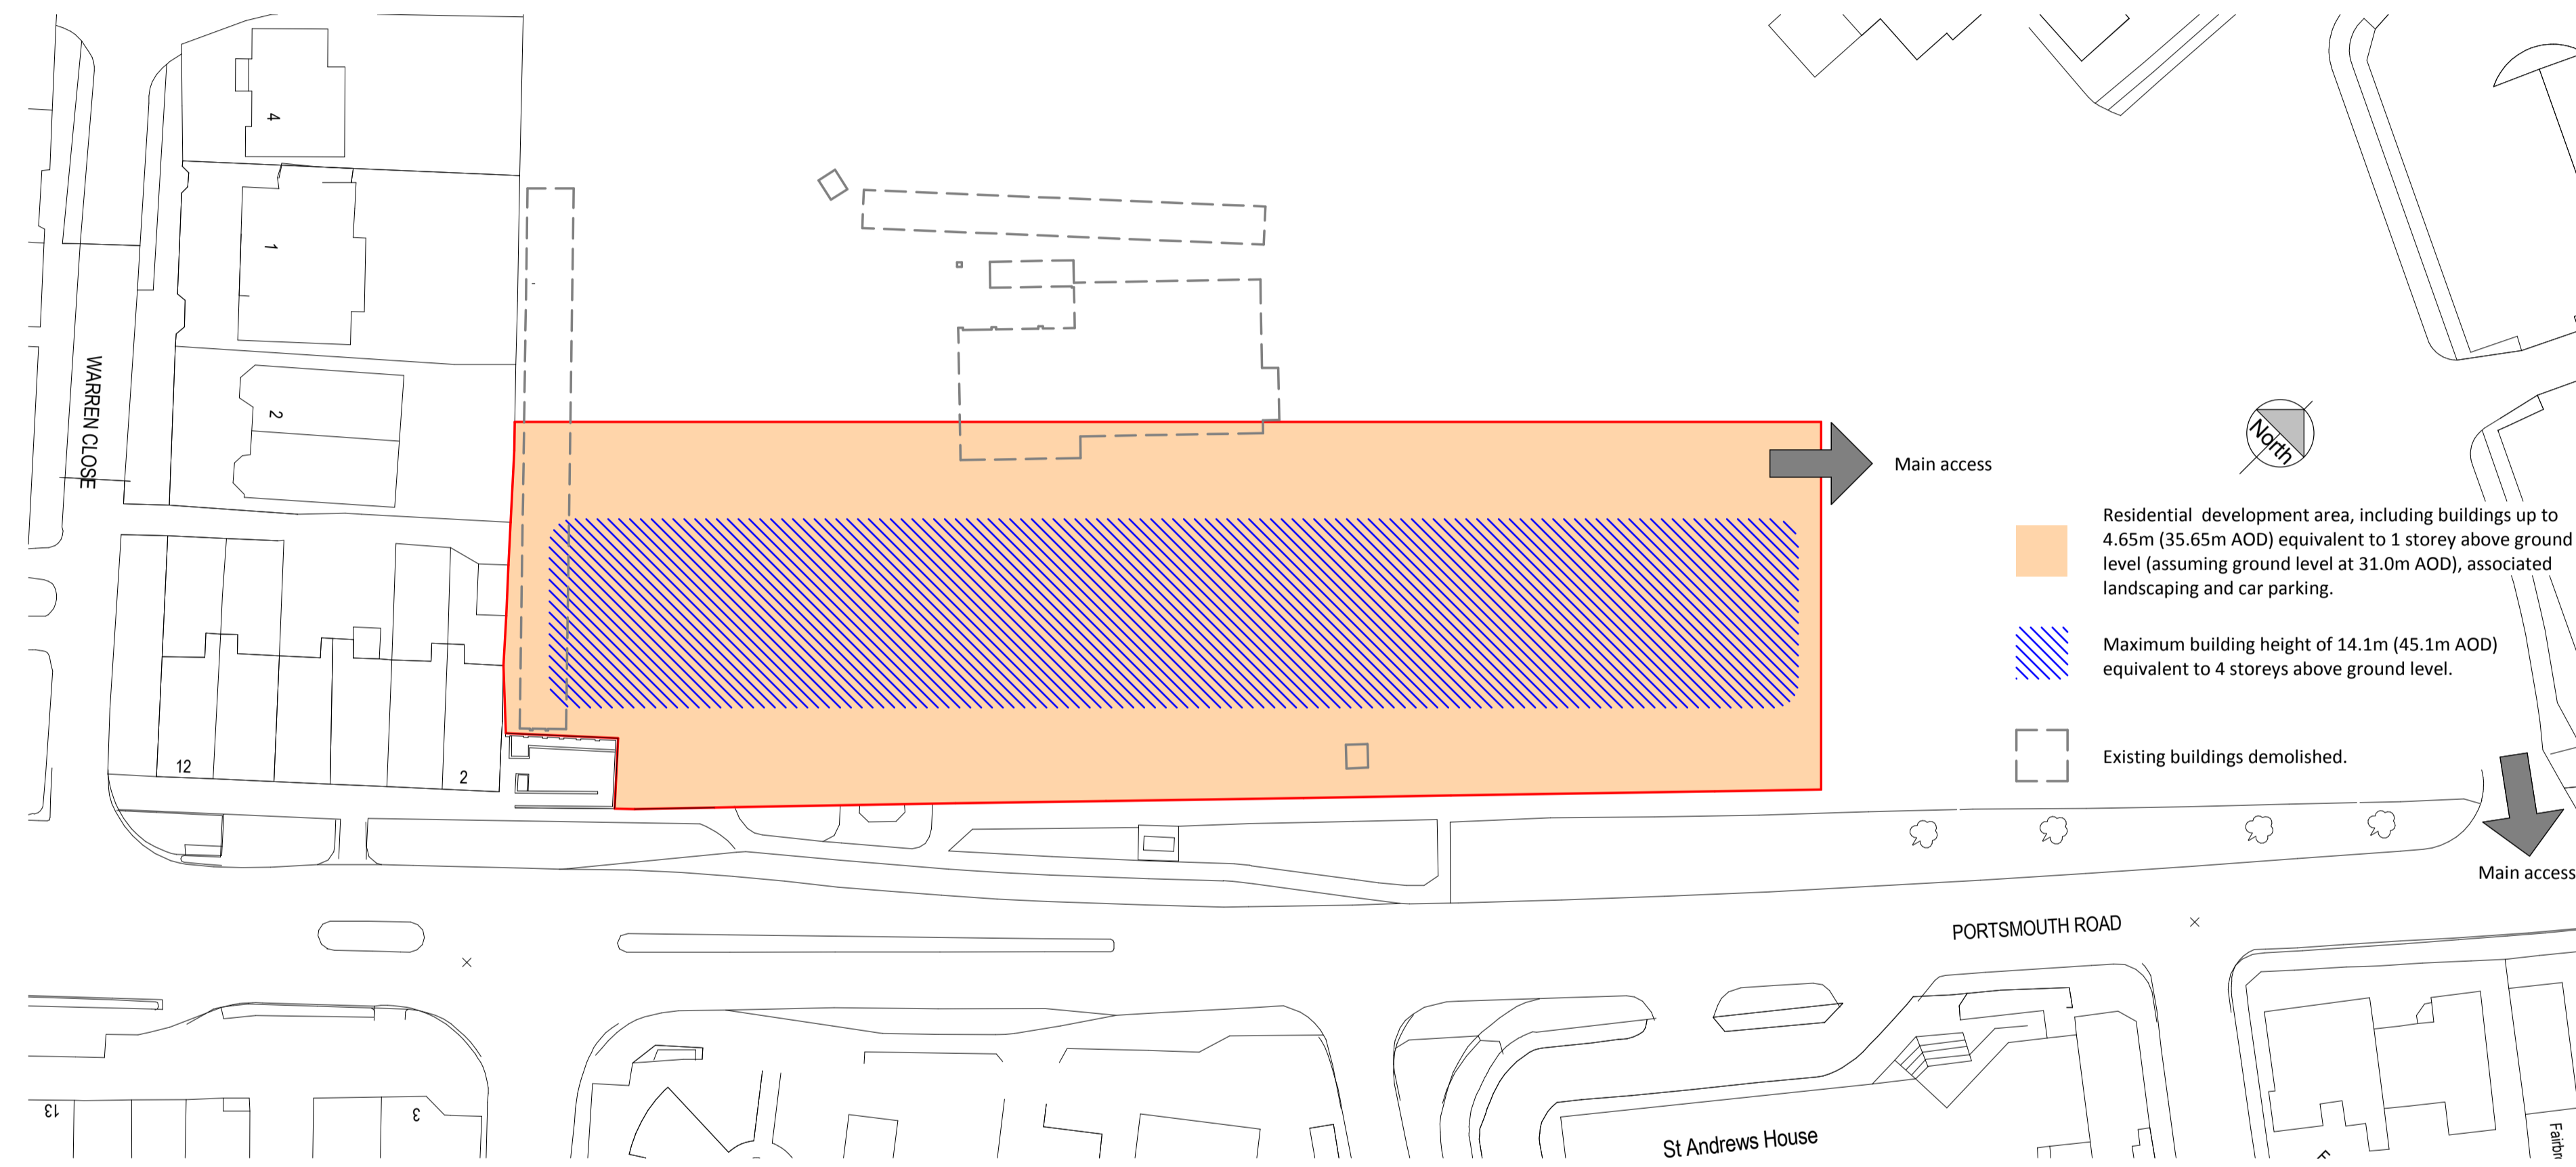 4
1
WARREN CLOSE
2
12
2
Main access
North
Residential development area, including buildings up to
4.65m (35.65m AOD) equivalent to 1 storey above ground
level (assuming ground level at 31.0m AOD), associated
landscaping and car parking.
Maximum building height of 14.1m (45.1m AOD)
equivalent to 4 storeys above ground level.
Existing buildings demolished.
Main access
PORTSMOUTH ROAD
13
3
St Andrews House